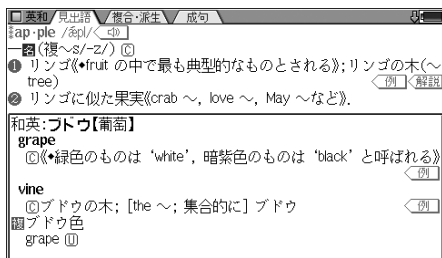 英和 見出語 複合・派生 成句
‡ap·ple /ǽpl/
━名(複~s/-z/) Ⓒ
❶ リンゴ《◆fruit の中で最も典型的なものとされる》;リンゴの木(~
tree) 例 解説
❷ リンゴに似た果実《crab ~, love ~, May ~など》.
和英:ブドウ【葡萄】
grape
Ⓒ《◆緑色のものは 'white', 暗紫色のものは 'black' と呼ばれる》
例
vine
Ⓒブドウの木; [the ~; 集合的に] ブドウ 例
複ブドウ色
grape Ⓤ